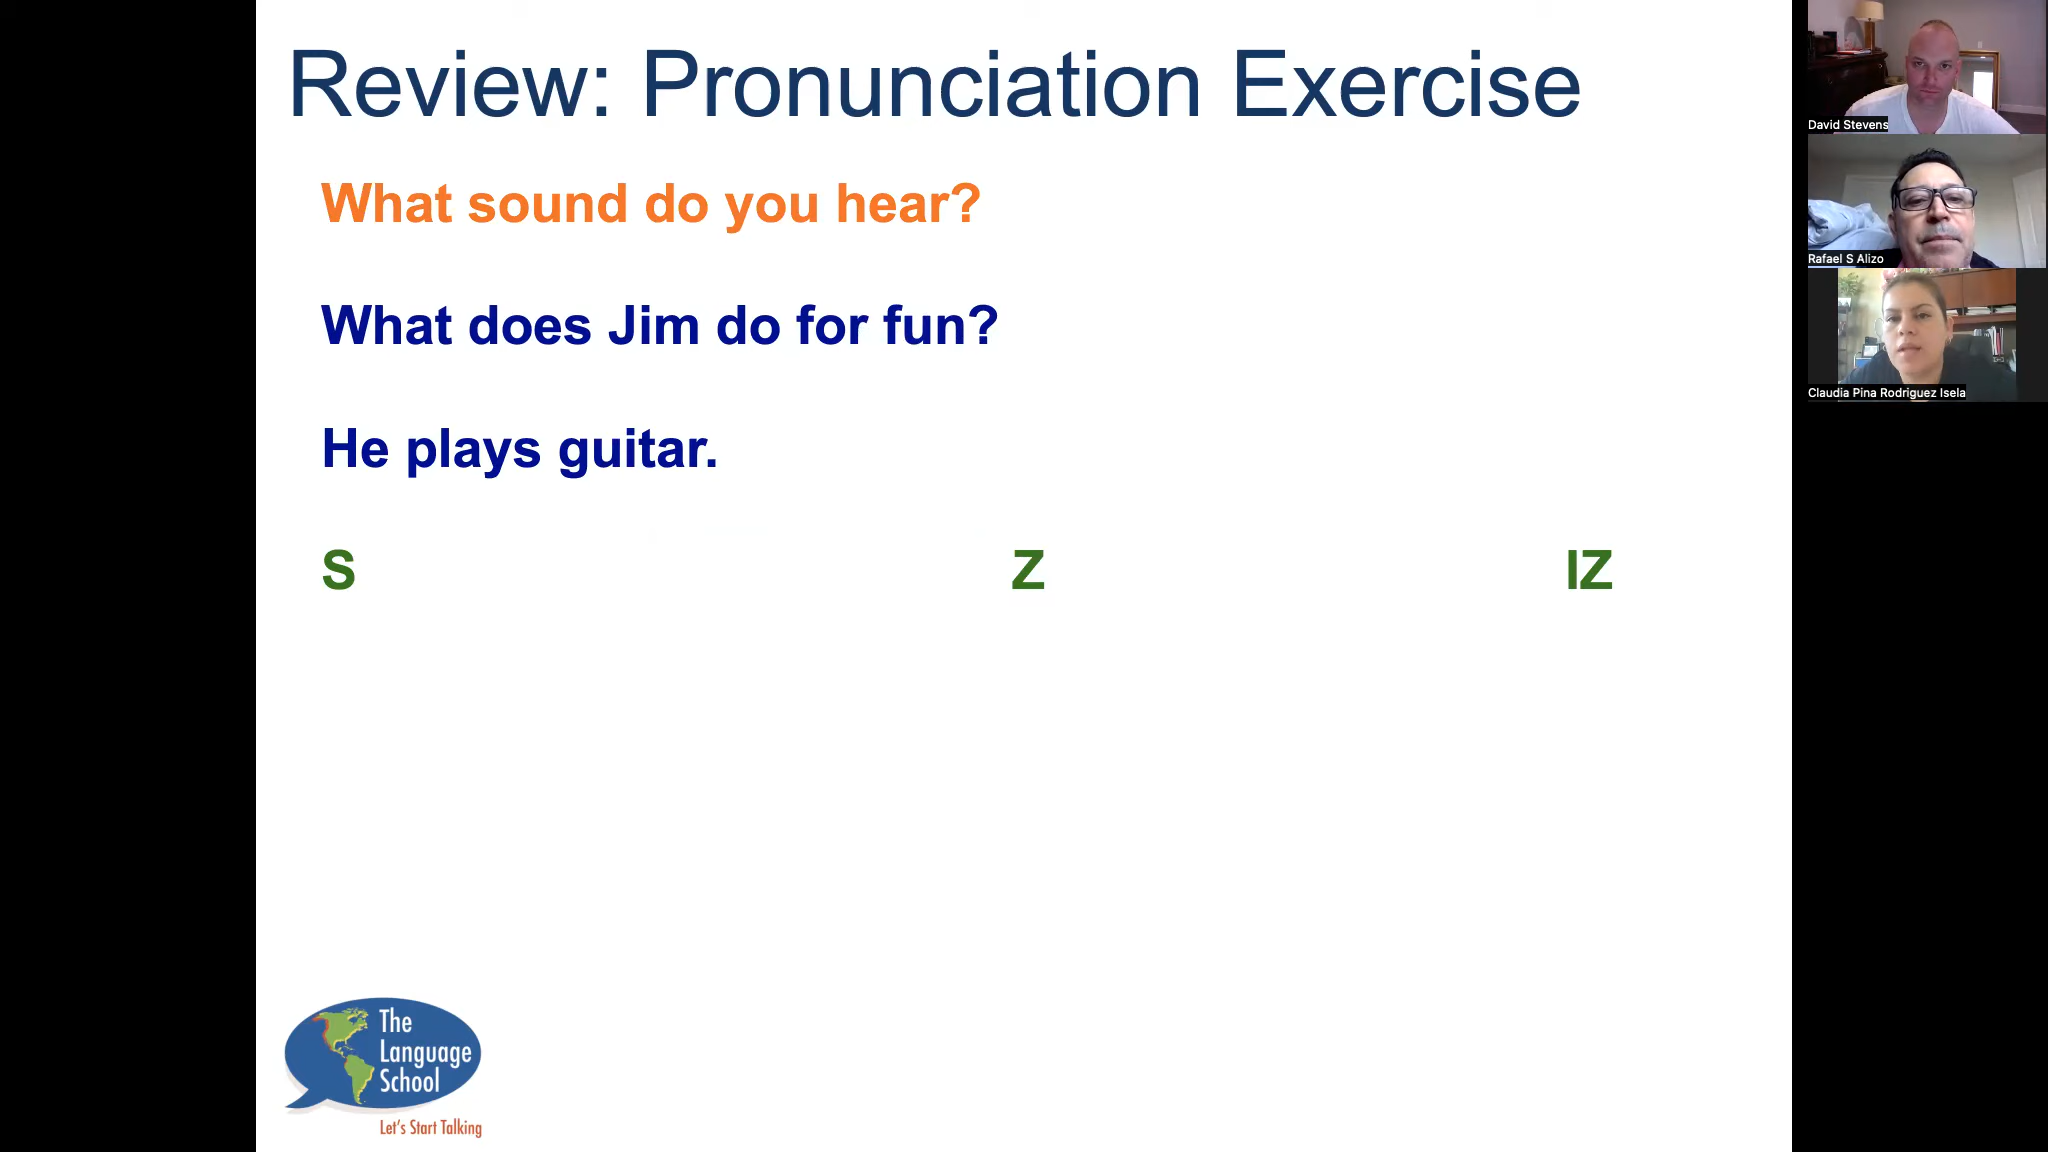 Review: Pronunciation Exercise
What sound do you hear?
What does Jim do for fun?
He plays guitar.
S Z IZ
The
Language
School
Let's Start Talking
David Stevens
Rafael S Alizo
Claudia Pina Rodriguez Isela